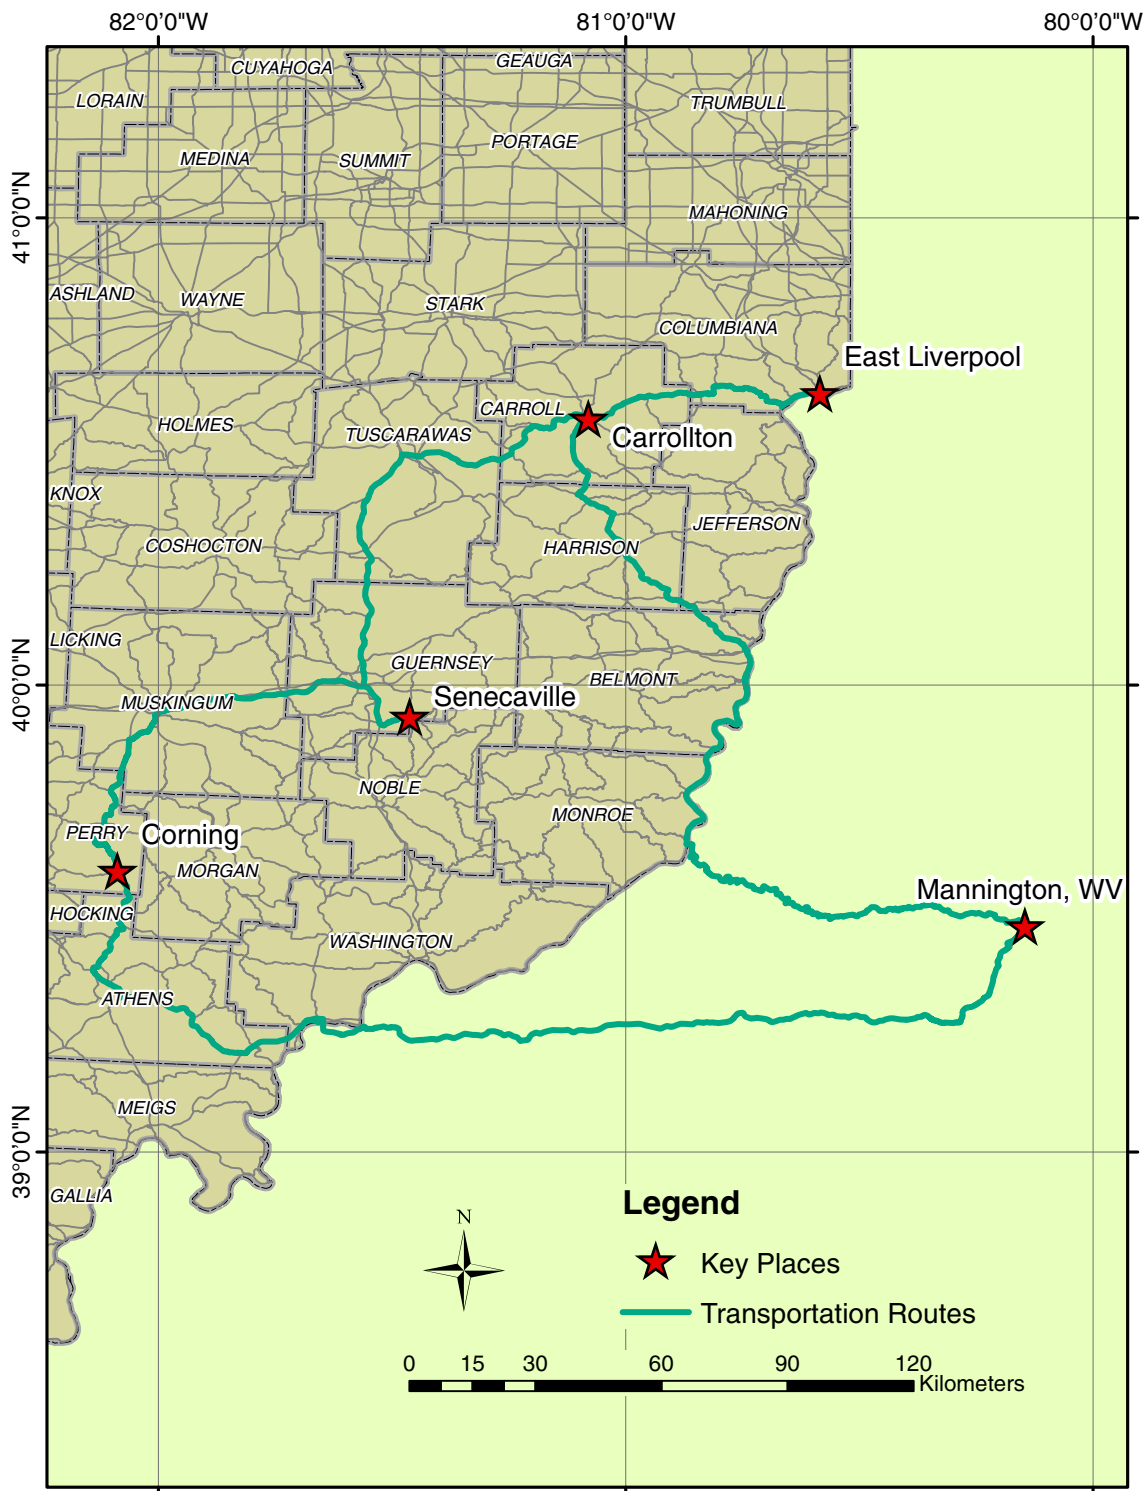 82°0'0"W
81°0'0"W
80°0'0"W
CUYAHOGA
GEAUGA
LORAIN
TRUMBULL
PORTAGE
MEDINA
SUMMIT
41°0'0"N
MAHONING
ASHLAND
WAYNE
STARK
COLUMBIANA
East Liverpool
CARROLL
HOLMES
TUSCARAWAS
Carrollton
KNOX
JEFFERSON
COSHOCTON
HARRISON
LICKING
GUERNSEY
BELMONT
40°0'0"N
MUSKINGUM
Senecaville
NOBLE
MONROE
PERRY
Corning
MORGAN
Mannington, WV
HOCKING
WASHINGTON
ATHENS
MEIGS
39°0'0"N
GALLIA
Legend
N
Key Places
Transportation Routes
0 15 30 60 90 120
Kilometers